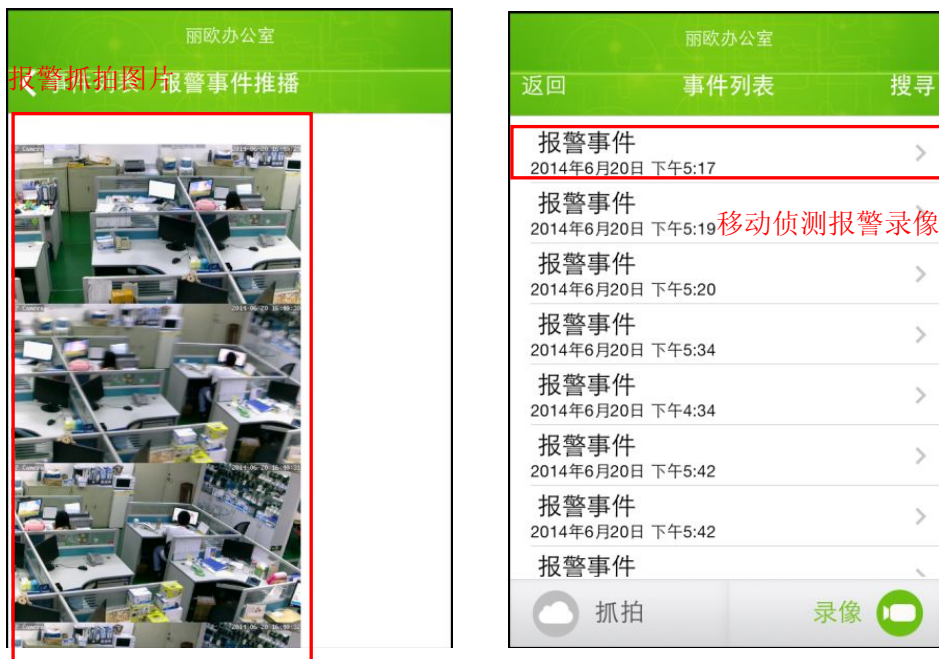 丽欧办公室
报警抓拍图片
事件列表 报警事件推播
丽欧办公室
返回 事件列表 搜寻
报警事件
2014年6月20日 下午5:17
报警事件
2014年6月20日 下午5:19
移动侦测报警录像
报警事件
2014年6月20日 下午5:20
报警事件
2014年6月20日 下午5:34
报警事件
2014年6月20日 下午4:34
报警事件
2014年6月20日 下午5:42
报警事件
2014年6月20日 下午5:42
报警事件
抓拍 录像